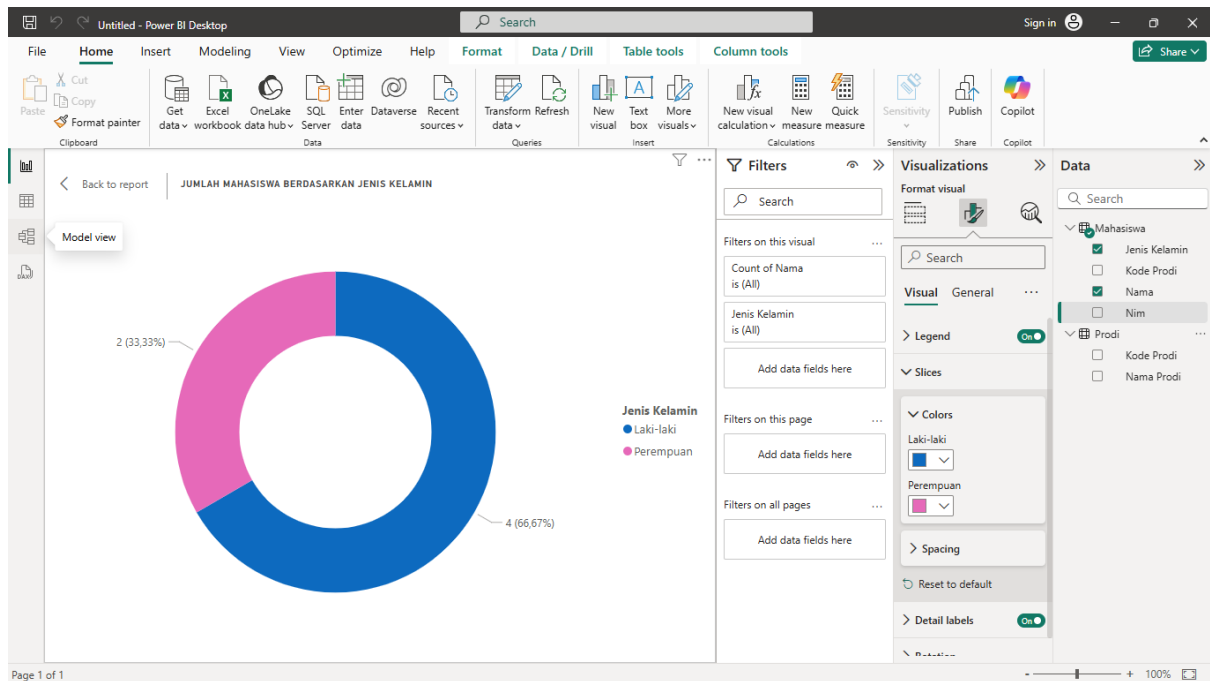 Untitled - Power BI Desktop
Search
Sign in
File Home Insert Modeling View Optimize Help Format Data / Drill Table tools Column tools
Share
Paste
Cut
Copy
Format painter
Clipboard
Get data
Excel workbook
OneLake data hub
SQL Server
Enter data
Dataverse
Recent sources
Data
Transform data
Refresh
Queries
New visual
Text box
More visuals
Insert
New visual calculation
New measure
Quick measure
Calculations
Sensitivity
Sensitivity
Publish
Share
Copilot
Copilot
Back to report
JUMLAH MAHASISWA BERDASARKAN JENIS KELAMIN
Model view
DAX
2 (33,33%)
4 (66,67%)
Jenis Kelamin
Laki-laki
Perempuan
Filters
Search
Filters on this visual
Count of Nama
is (All)
Jenis Kelamin
is (All)
Add data fields here
Filters on this page
Add data fields here
Filters on all pages
Add data fields here
Visualizations
Format visual
Search
Visual General
Legend
On
Slices
Colors
Laki-laki
Perempuan
Spacing
Reset to default
Detail labels
On
Data
Search
Mahasiswa
Jenis Kelamin
Kode Prodi
Nama
Nim
Prodi
Kode Prodi
Nama Prodi
Page 1 of 1
100%